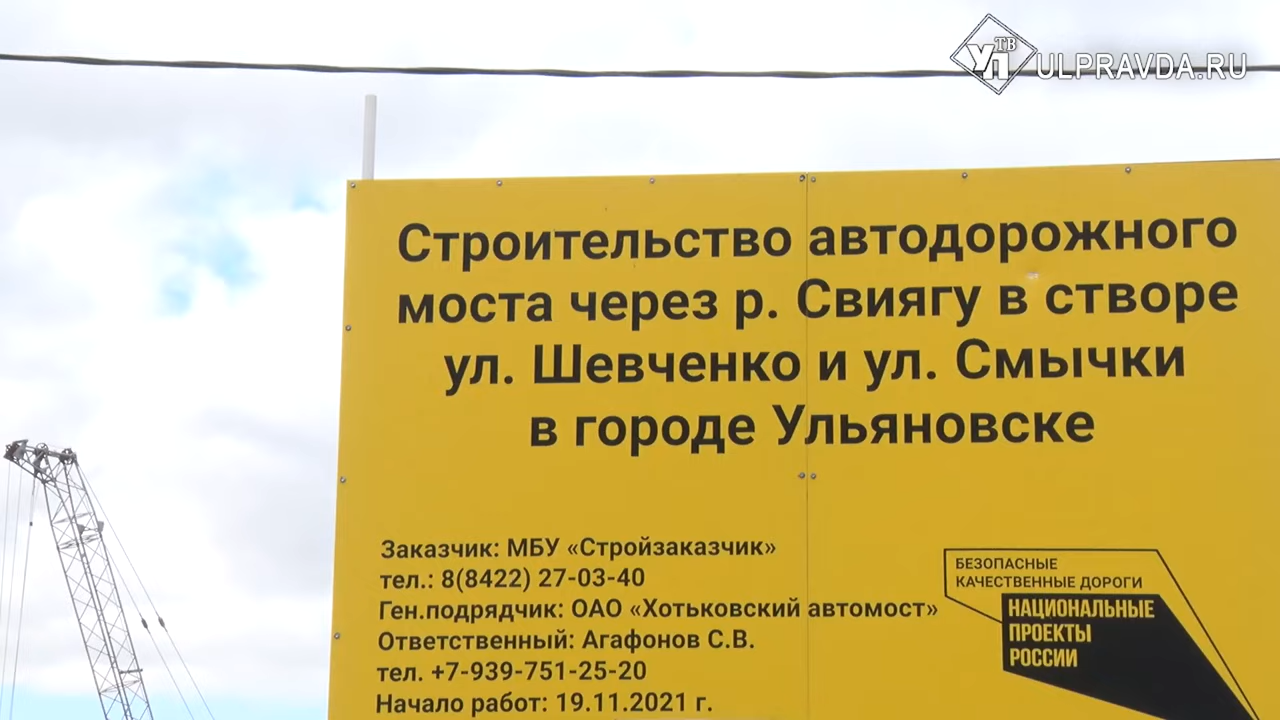 УП ТВ ULPRAVDA.RU
Строительство автодорожного
моста через р. Свиягу в створе
ул. Шевченко и ул. Смычки
в городе Ульяновске
Заказчик: МБУ «Стройзаказчик»
тел.: 8(8422) 27-03-40
Ген.подрядчик: ОАО «Хотьковский автомост»
Ответственный: Агафонов С.В.
тел. +7-939-751-25-20
Начало работ: 19.11.2021 г.
БЕЗОПАСНЫЕ
КАЧЕСТВЕННЫЕ ДОРОГИ
НАЦИОНАЛЬНЫЕ
ПРОЕКТЫ
РОССИИ